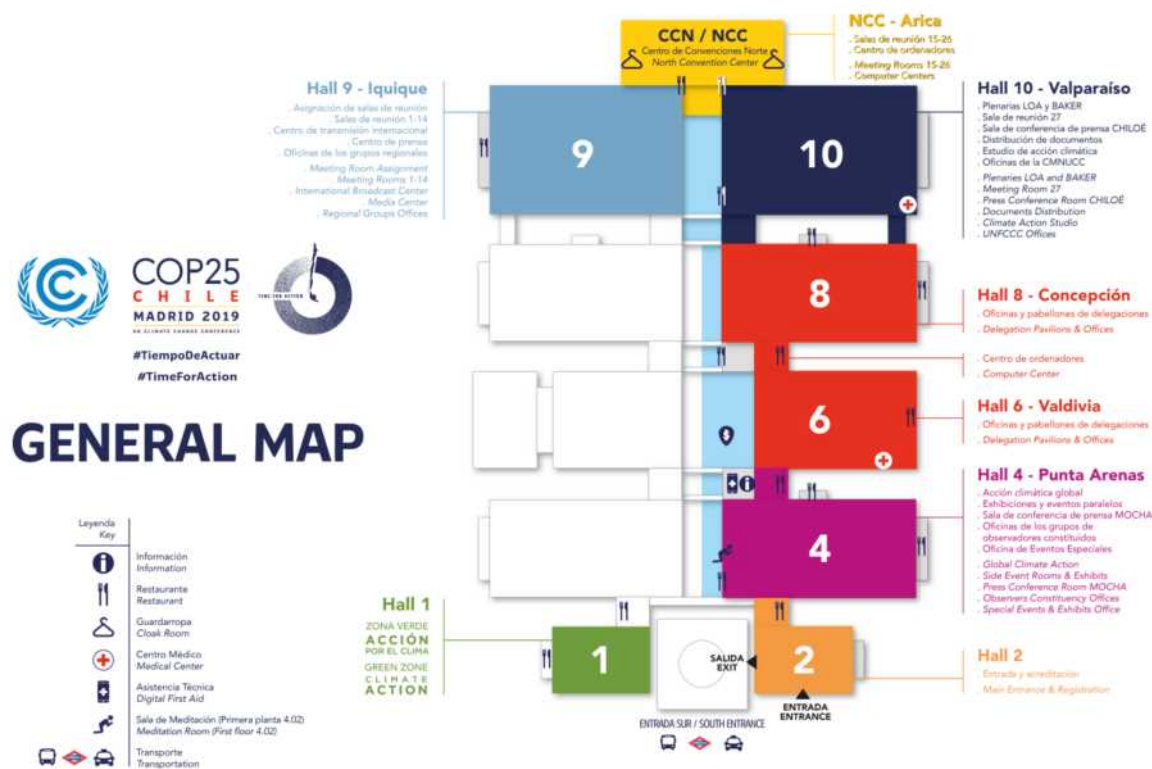 CCN / NCC
Centro de Convenciones Norte
North Convention Center
NCC - Arica
. Salas de reunión 15-26
. Centro de ordenadores
. Meeting Rooms 15-26
. Computer Centers
Hall 9 - Iquique
. Asignación de salas de reunión
. Salas de reunión 1-14
. Centro de transmisión internacional
. Centro de prensa
. Oficinas de los grupos regionales
. Meeting Room Assignment
. Meeting Rooms 1-14
. International Broadcast Center
. Media Center
. Regional Groups Offices
9
10
Hall 10 - Valparaíso
. Plenarias LOA y BAKER
. Sala de reunión 27
. Sala de conferencia de prensa CHILOÉ
. Distribución de documentos
. Estudio de acción climática
. Oficinas de la CMNUCC
. Plenaries LOA and BAKER
. Meeting Room 27
. Press Conference Room CHILOÉ
. Documents Distribution
. Climate Action Studio
. UNFCCC Offices
COP25
CHILE
MADRID 2019
UN CLIMATE CHANGE CONFERENCE
TIME FOR ACTION
#TiempoDeActuar
#TimeForAction
8
Hall 8 - Concepción
. Oficinas y pabellones de delegaciones
. Delegation Pavilions & Offices
. Centro de ordenadores
. Computer Center
6
Hall 6 - Valdivia
. Oficinas y pabellones de delegaciones
. Delegation Pavilions & Offices
GENERAL MAP
4
Hall 4 - Punta Arenas
. Acción climática global
. Exhibiciones y eventos paralelos
. Sala de conferencia de prensa MOCHA
. Oficinas de los grupos de
observadores constituidos
. Oficina de Eventos Especiales
. Global Climate Action
. Side Event Rooms & Exhibits
. Press Conference Room MOCHA
. Observers Constituency Offices
. Special Events & Exhibits Office
Leyenda
Key
Información
Information
Restaurante
Restaurant
Guardarropa
Cloak Room
Centro Médico
Medical Center
Asistencia Técnica
Digital First Aid
Sala de Meditación (Primera planta 4.02)
Meditation Room (First floor 4.02)
Transporte
Transportation
Hall 1
ZONA VERDE
ACCIÓN
POR EL CLIMA
GREEN ZONE
CLIMATE
ACTION
1
SALIDA
EXIT
2
ENTRADA
ENTRANCE
ENTRADA SUR / SOUTH ENTRANCE
Hall 2
. Entrada y acreditación
. Main Entrance & Registration